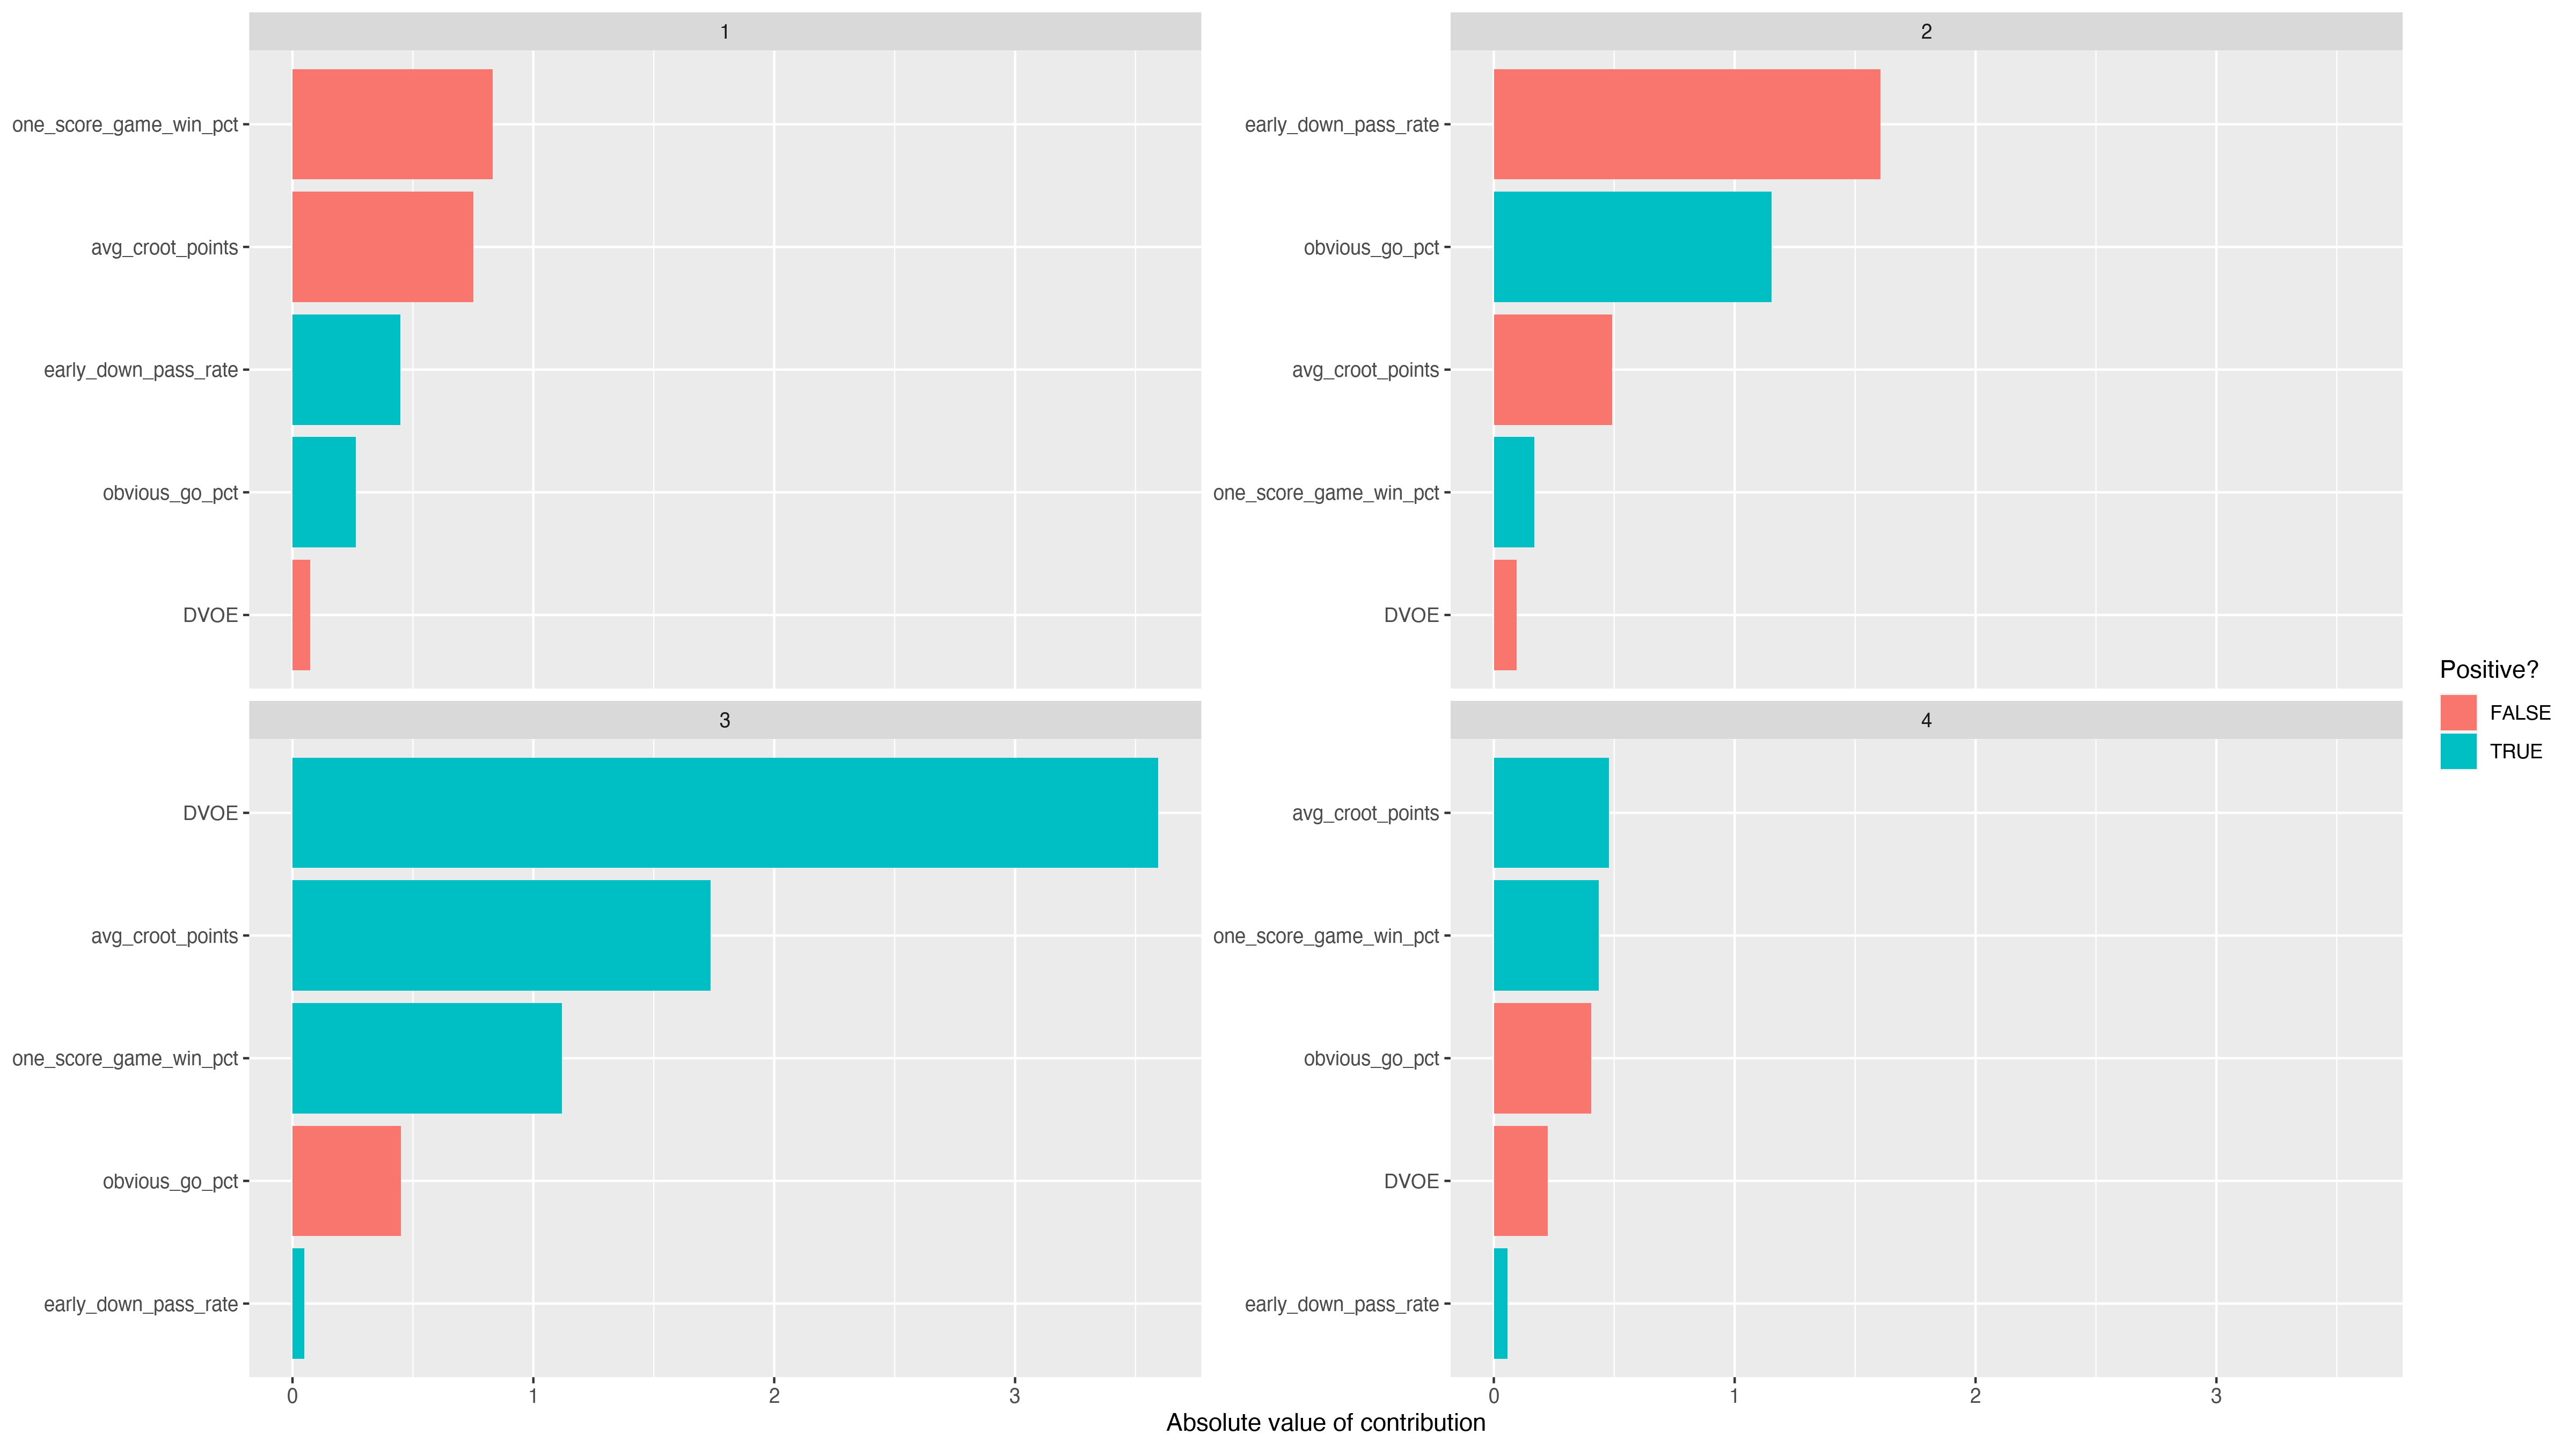 1
one_score_game_win_pct
avg_croot_points
early_down_pass_rate
obvious_go_pct
DVOE
2
early_down_pass_rate
obvious_go_pct
avg_croot_points
one_score_game_win_pct
DVOE
3
DVOE
avg_croot_points
one_score_game_win_pct
obvious_go_pct
early_down_pass_rate
0 1 2 3
4
avg_croot_points
one_score_game_win_pct
obvious_go_pct
DVOE
early_down_pass_rate
0 1 2 3
Absolute value of contribution
Positive?
FALSE
TRUE